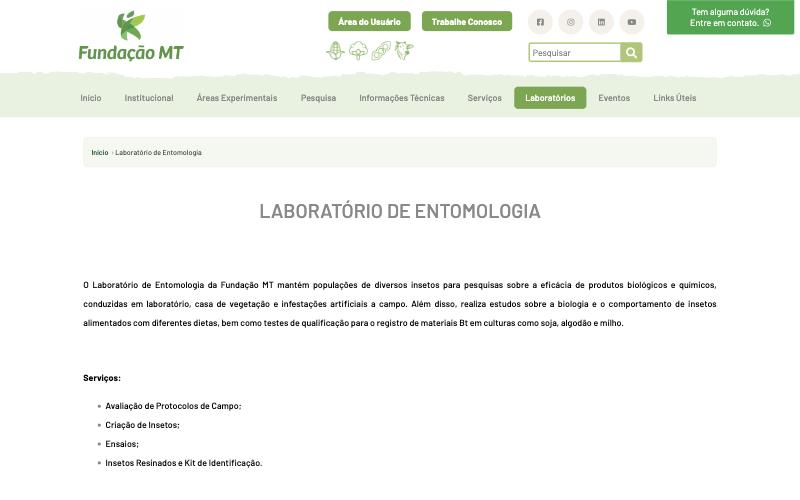 Fundação MT
Área do Usuário
Trabalhe Conosco
Tem alguma dúvida?
Entre em contato.
Pesquisar
Início
Institucional
Áreas Experimentais
Pesquisa
Informações Técnicas
Serviços
Laboratórios
Eventos
Links Úteis
Início › Laboratório de Entomologia
LABORATÓRIO DE ENTOMOLOGIA
O Laboratório de Entomologia da Fundação MT mantém populações de diversos insetos para pesquisas sobre a eficácia de produtos biológicos e químicos,
conduzidas em laboratório, casa de vegetação e infestações artificiais a campo. Além disso, realiza estudos sobre a biologia e o comportamento de insetos
alimentados com diferentes dietas, bem como testes de qualificação para o registro de materiais Bt em culturas como soja, algodão e milho.
Serviços:
Avaliação de Protocolos de Campo;
Criação de Insetos;
Ensaios;
Insetos Resinados e Kit de Identificação.